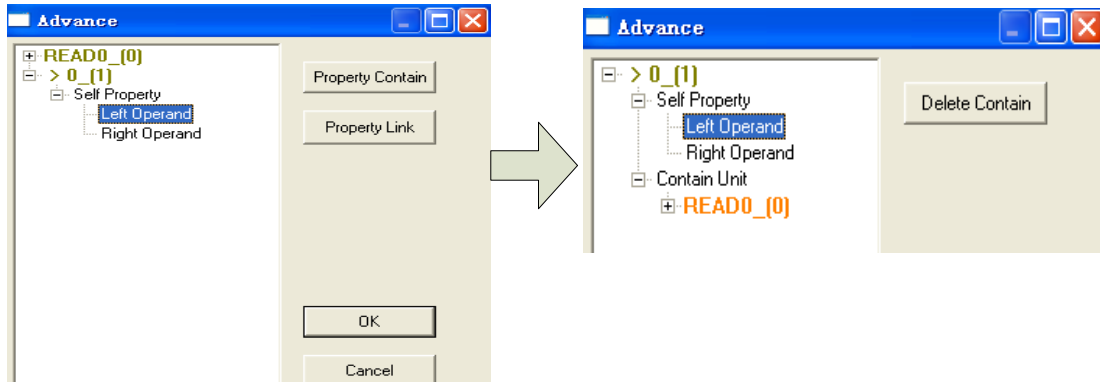 Advance
READ0_(0)
> 0_(1)
Self Property
Left Operand
Right Operand
Property Contain
Property Link
OK
Cancel
Advance
> 0_(1)
Self Property
Left Operand
Right Operand
Contain Unit
READ0_(0)
Delete Contain